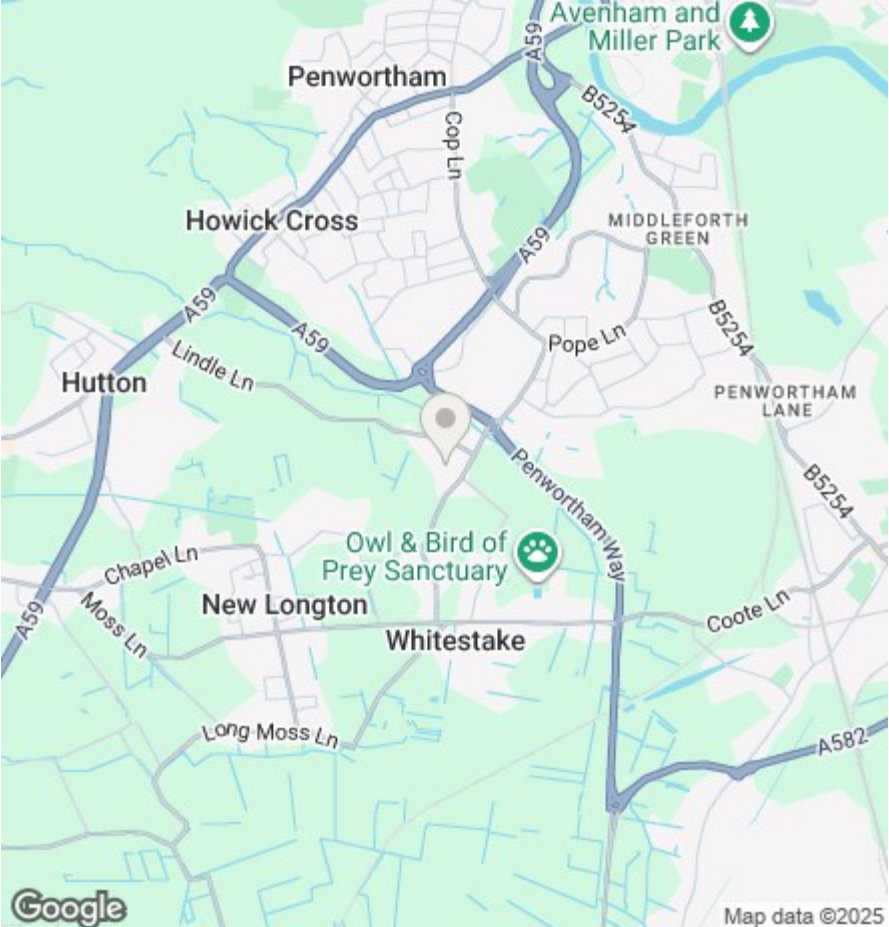 Avenham and
Miller Park
A59
Penwortham
B5254
Cop Ln
Howick Cross
MIDDLEFORTH
GREEN
A59
A59
A59
B5254
Pope Ln
Lindle Ln
Hutton
PENWORTHAM
LANE
Penwortham Way
B5254
Owl & Bird of
Prey Sanctuary
Chapel Ln
A59
Moss Ln
New Longton
Coote Ln
Whitestake
Long Moss Ln
A582
Google
Map data ©2025